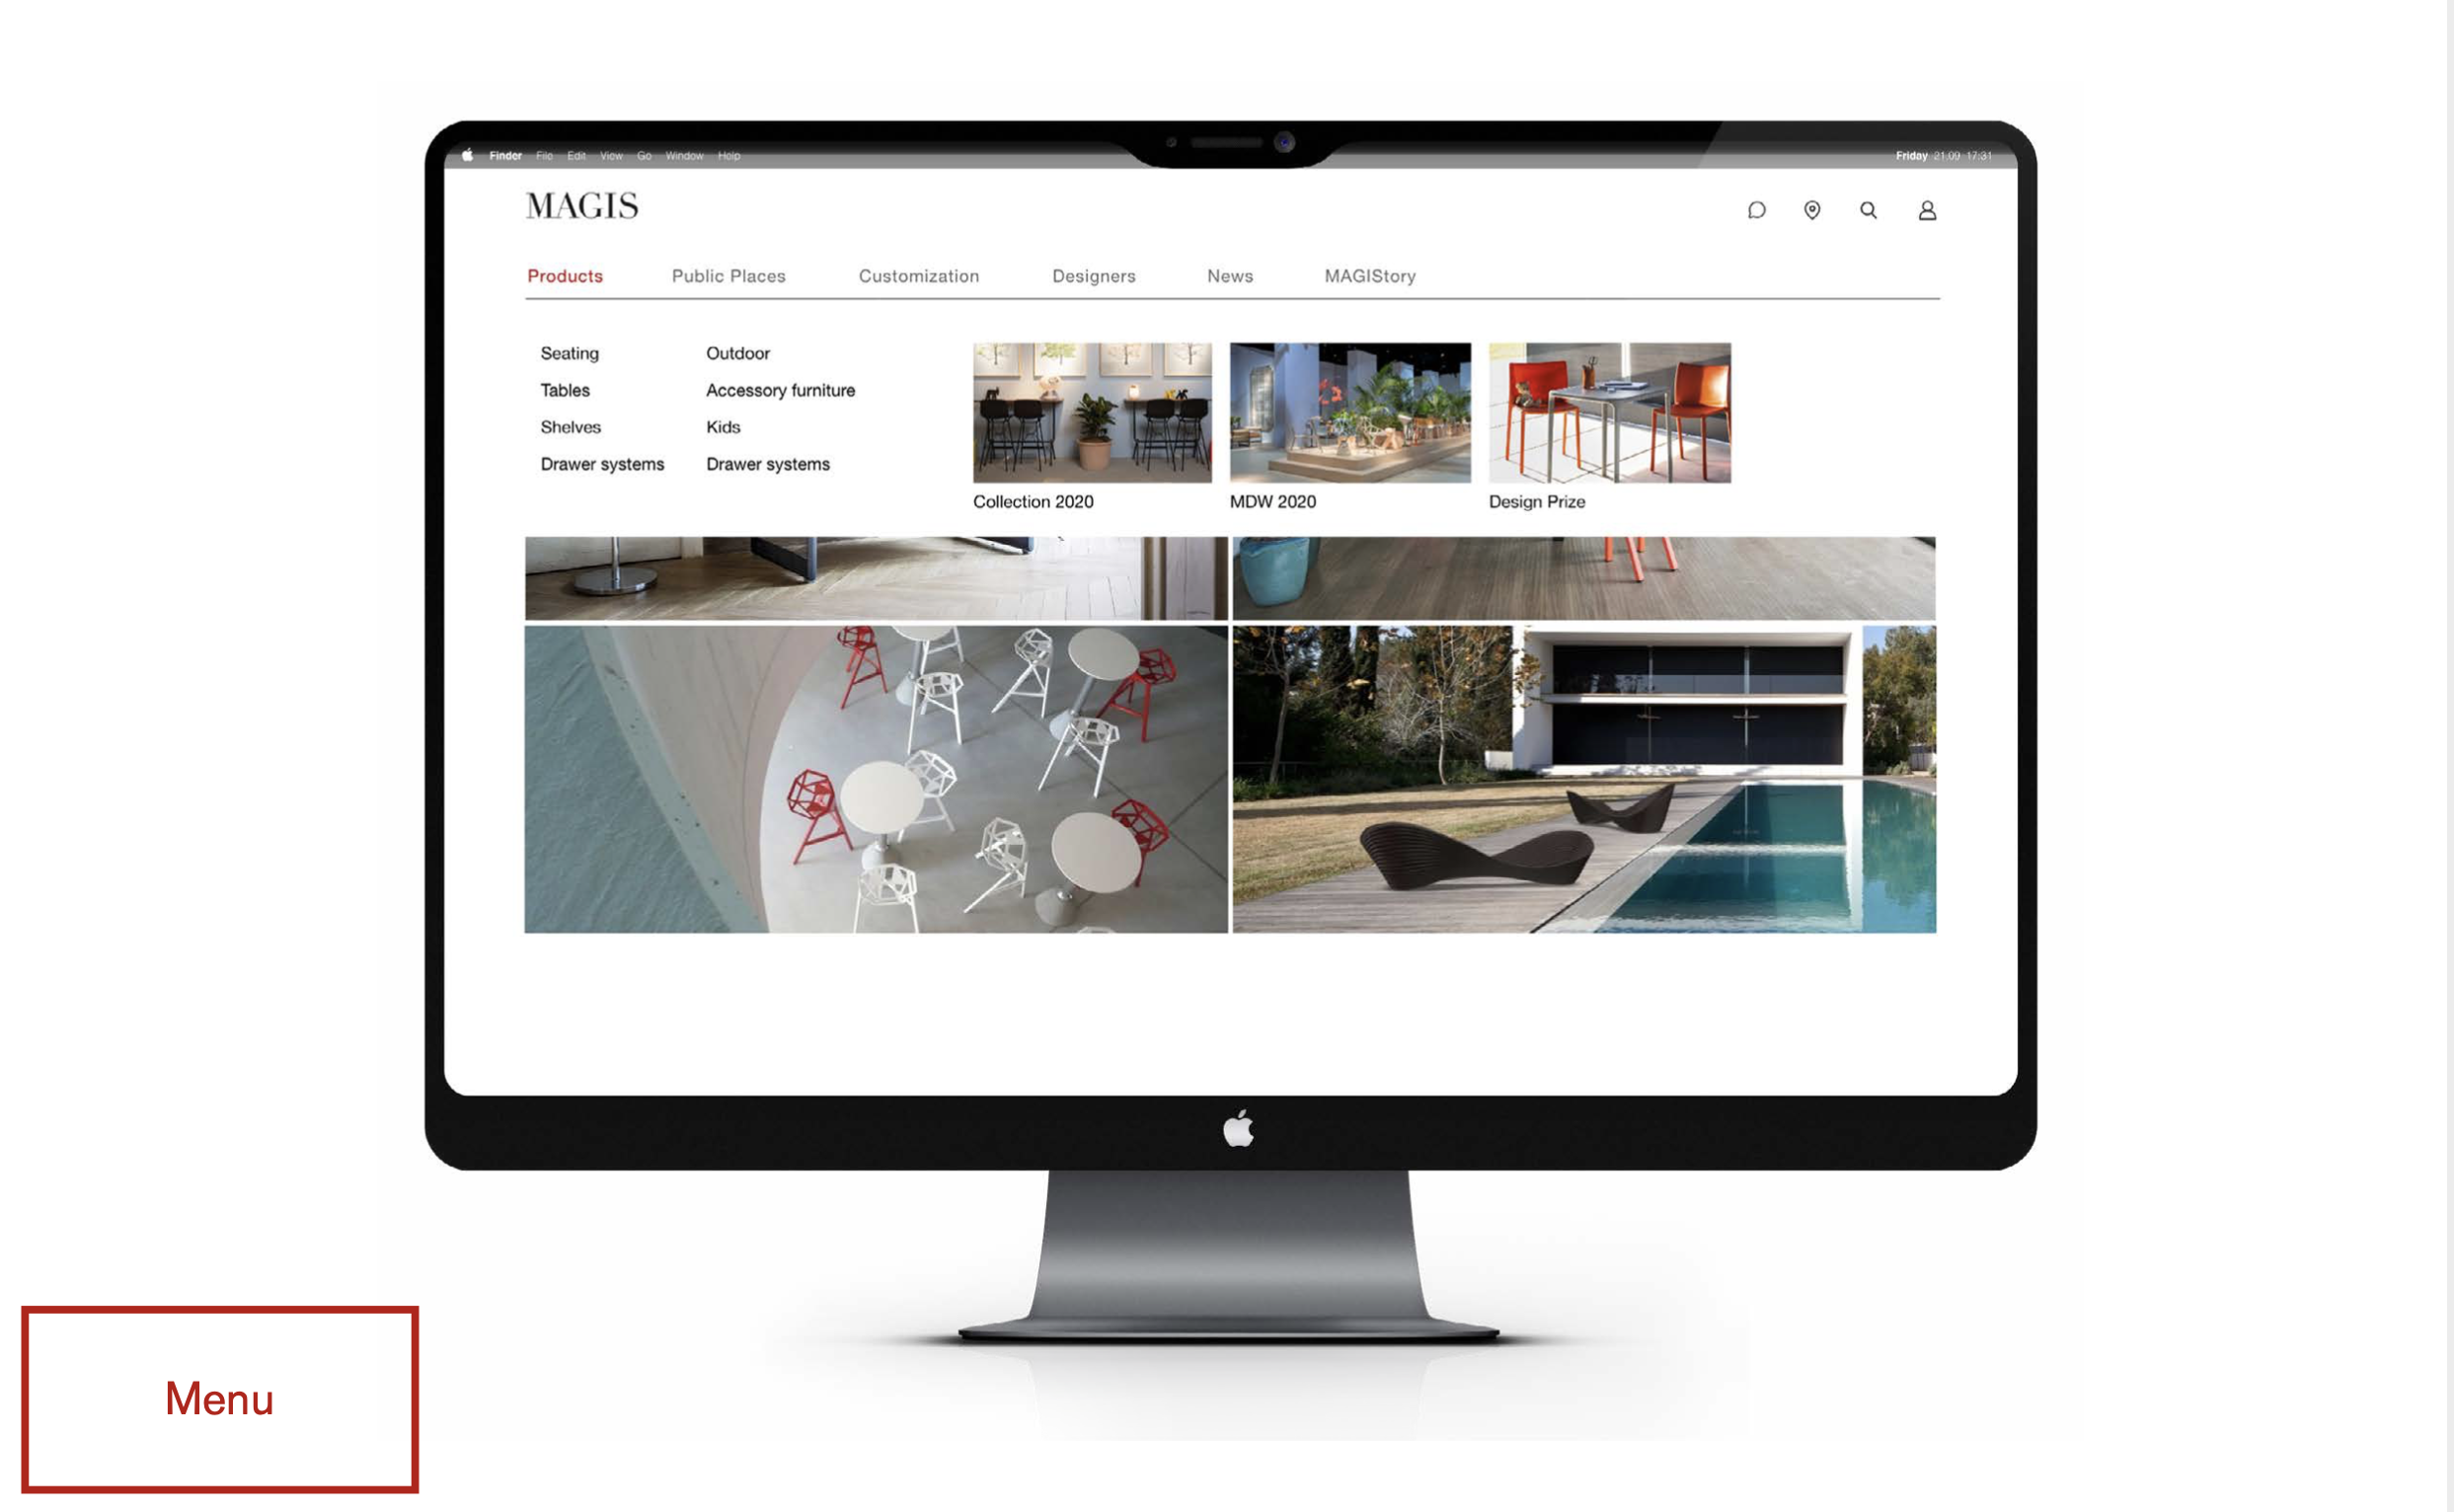 Finder File Edit View Go Window Help
Friday 21.09 17:31
MAGIS
Products Public Places Customization Designers News MAGIStory
Seating
Tables
Shelves
Drawer systems
Outdoor
Accessory furniture
Kids
Drawer systems
Collection 2020
MDW 2020
Design Prize
Menu